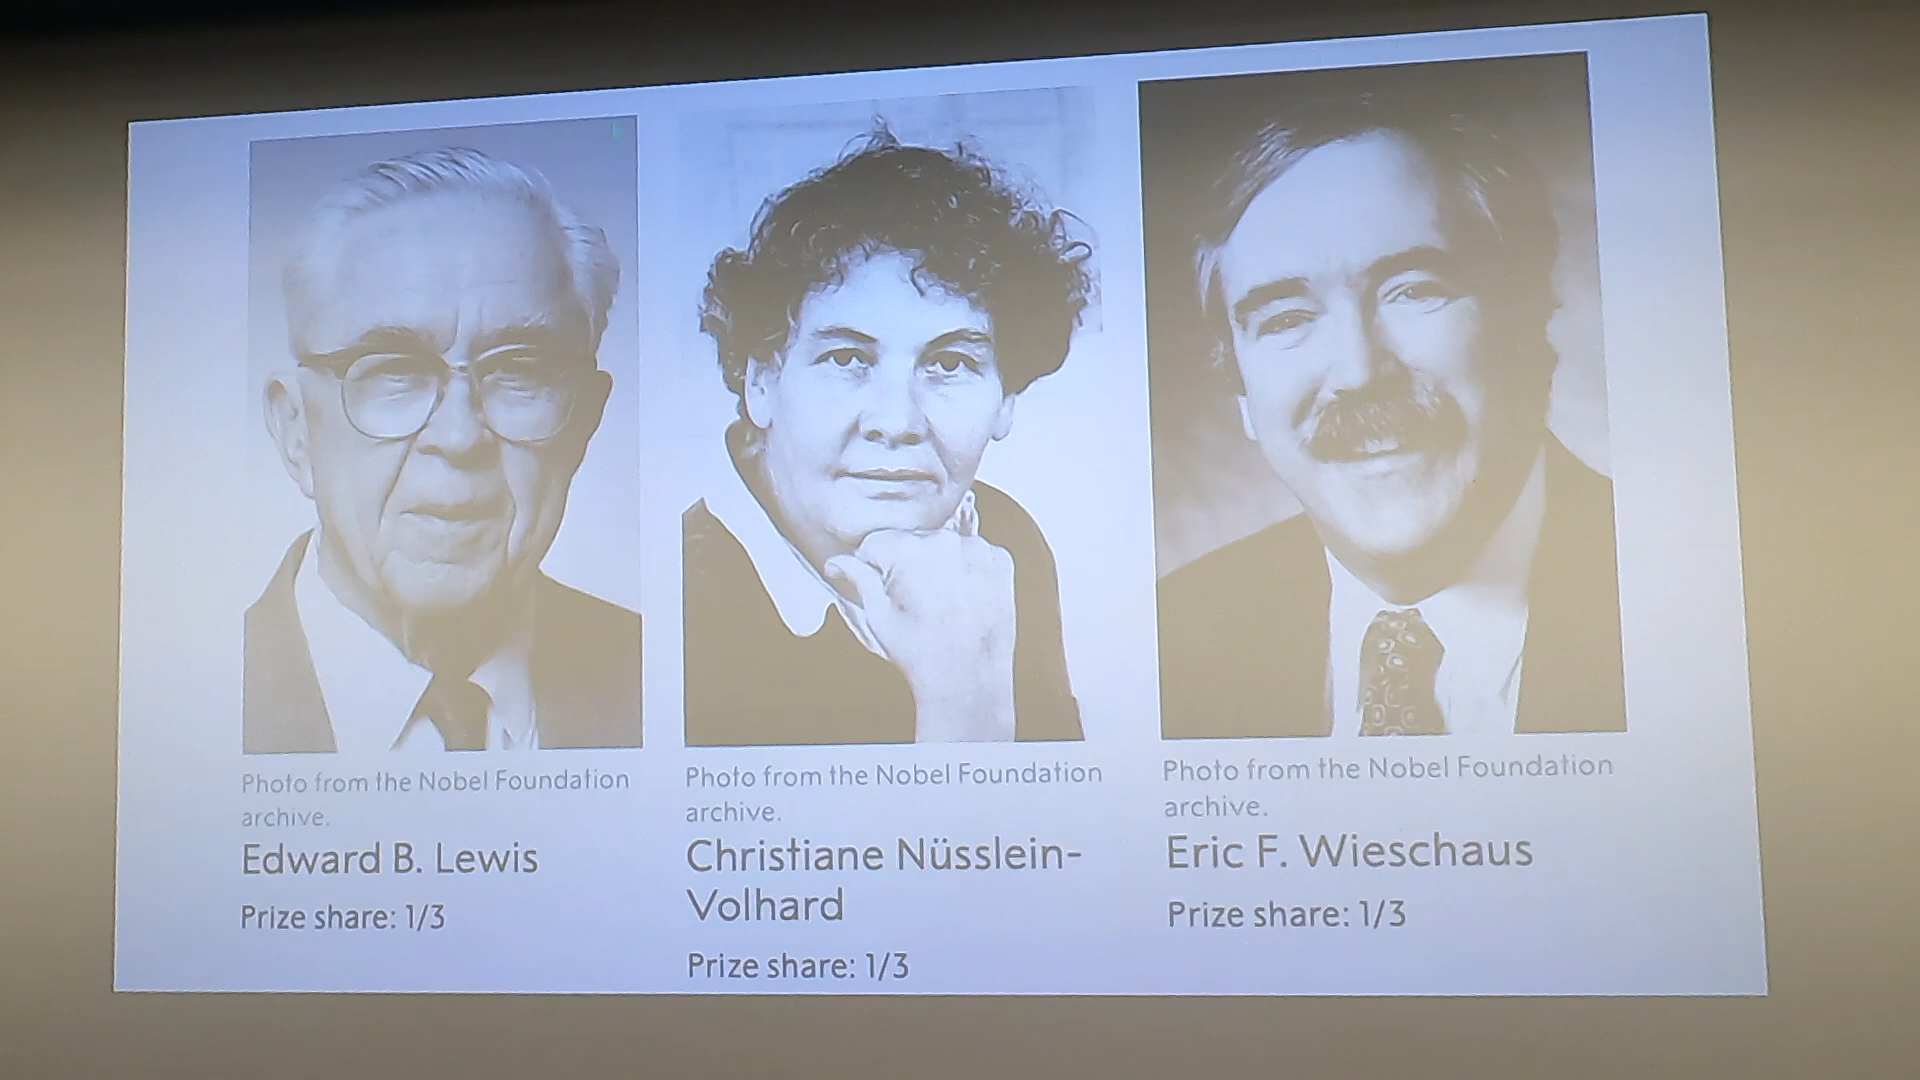 Photo from the Nobel Foundation
archive.
Edward B. Lewis
Prize share: 1/3
Photo from the Nobel Foundation
archive.
Christiane Nüsslein-
Volhard
Prize share: 1/3
Photo from the Nobel Foundation
archive.
Eric F. Wieschaus
Prize share: 1/3